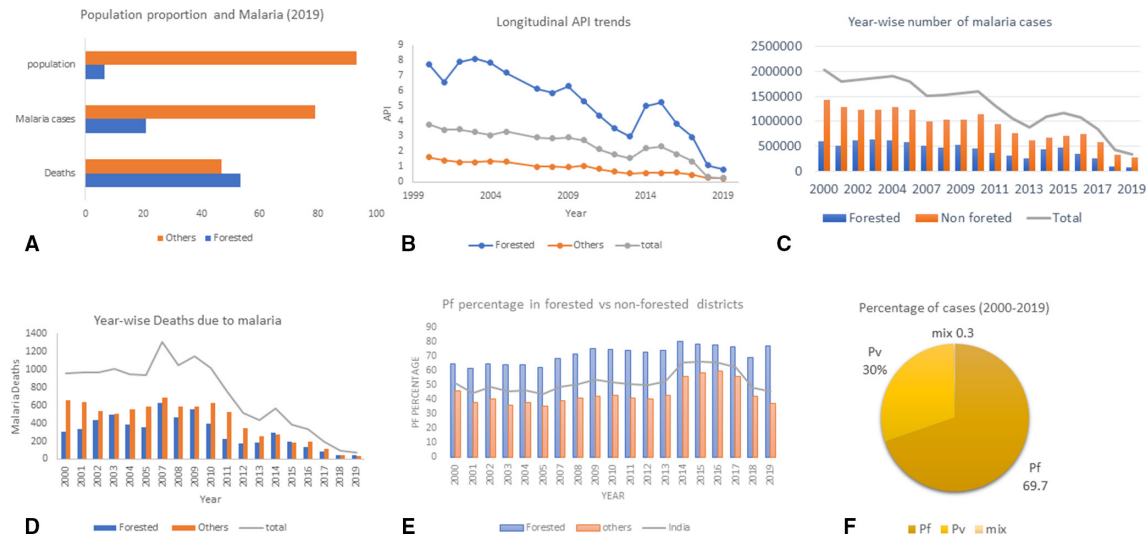 Population proportion and Malaria (2019)
population
Malaria cases
Deaths
0 20 40 60 80 100
Others Forested
A
Longitudinal API trends
9
8
7
6
5
4
3
2
1
0
API
1999 2004 2009 2014 2019
Year
Forested Others total
B
Year-wise number of malaria cases
2500000
2000000
1500000
1000000
500000
0
2000 2002 2004 2007 2009 2011 2013 2015 2017 2019
Forested Non foreted Total
C
Year-wise Deaths due to malaria
1400
1200
1000
800
600
400
200
0
Malaria Deaths
2000 2001 2002 2003 2004 2005 2007 2008 2009 2010 2011 2012 2013 2014 2015 2016 2017 2018 2019
Year
Forested Others total
D
Pf percentage in forested vs non-forested districts
90
80
70
60
50
40
30
20
10
0
PF PERCENTAGE
2000 2001 2002 2003 2004 2005 2007 2008 2009 2010 2011 2012 2013 2014 2015 2016 2017 2018 2019
YEAR
Forested others India
E
Percentage of cases (2000-2019)
mix 0.3
Pv
30%
Pf
69.7
Pf Pv mix
F